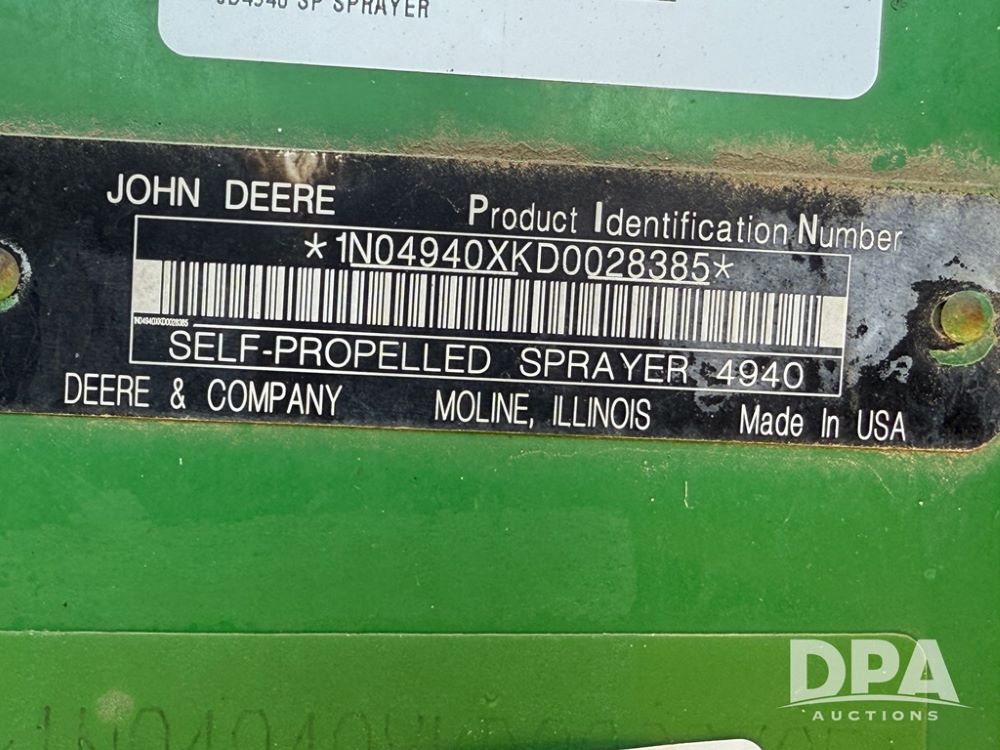 SP SPRAYER
JOHN DEERE
Product Identification Number
*1N04940XKD0028385*
1N04940XKD0028385
SELF-PROPELLED SPRAYER 4940
DEERE & COMPANY MOLINE, ILLINOIS Made In USA
DPA
AUCTIONS